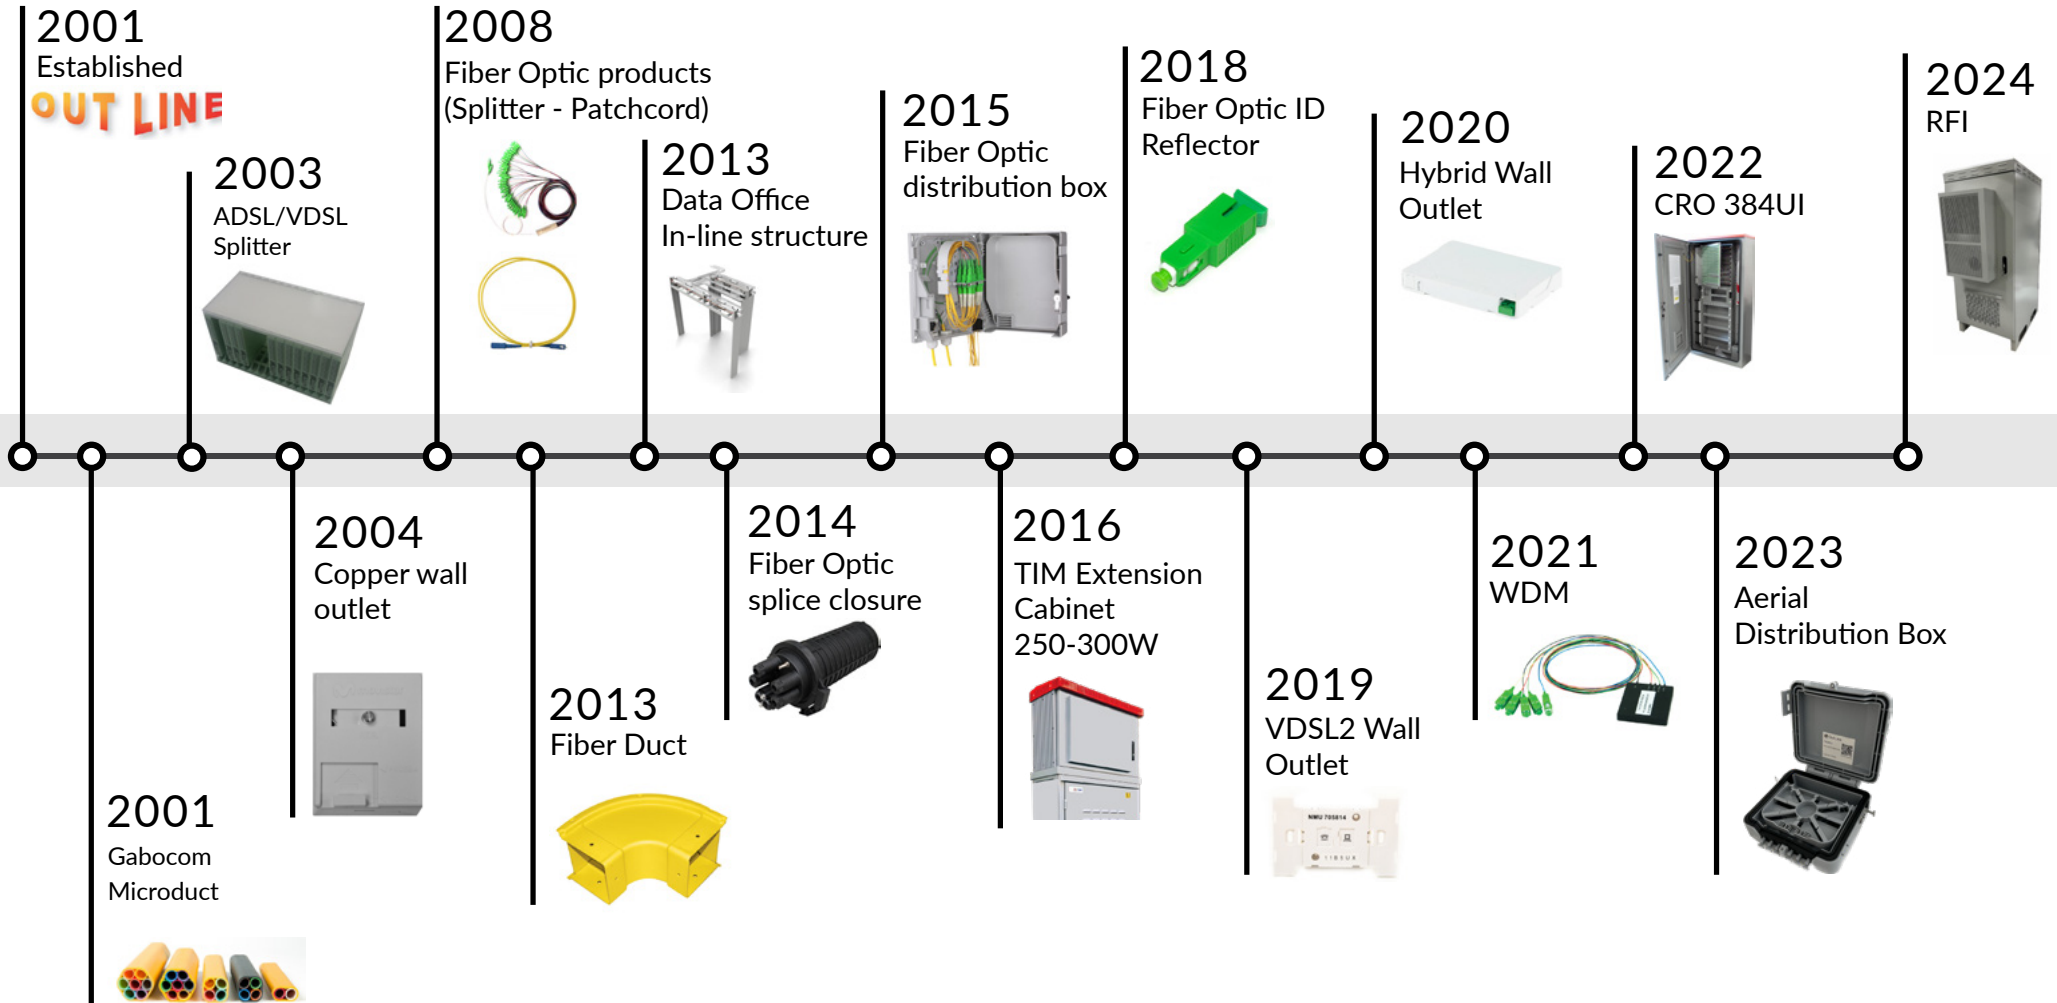 2001
Established
OUT LINE
2003
ADSL/VDSL
Splitter
2008
Fiber Optic products
(Splitter - Patchcord)
2013
Data Office
In-line structure
2015
Fiber Optic
distribution box
2018
Fiber Optic ID
Reflector
2020
Hybrid Wall
Outlet
2022
CRO 384UI
2024
RFI
2001
Gabocom
Microduct
2004
Copper wall
outlet
2013
Fiber Duct
2014
Fiber Optic
splice closure
2016
TIM Extension
Cabinet
250-300W
2019
VDSL2 Wall
Outlet
NMU 705814
2021
WDM
2023
Aerial
Distribution Box